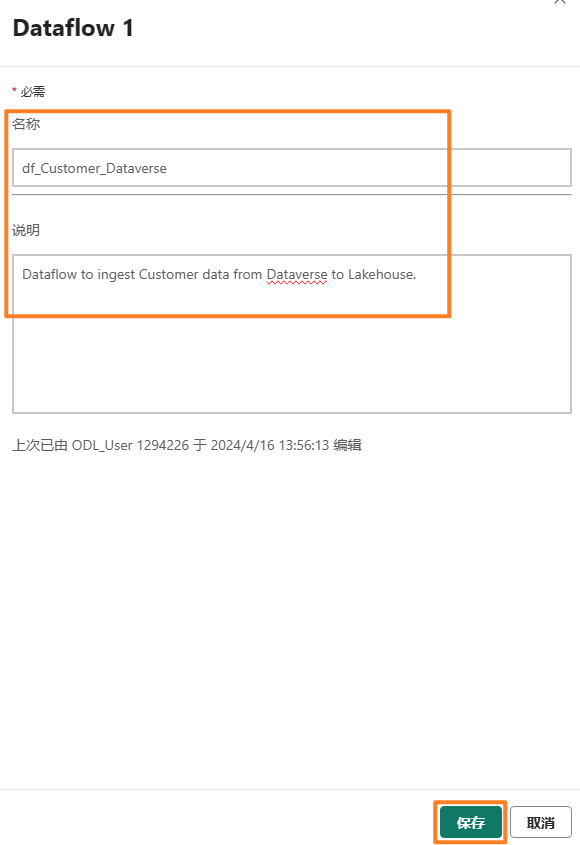 Dataflow 1
* 必需
名称
df_Customer_Dataverse
说明
Dataflow to ingest Customer data from Dataverse to Lakehouse.
上次已由 ODL_User 1294226 于 2024/4/16 13:56:13 编辑
保存
取消